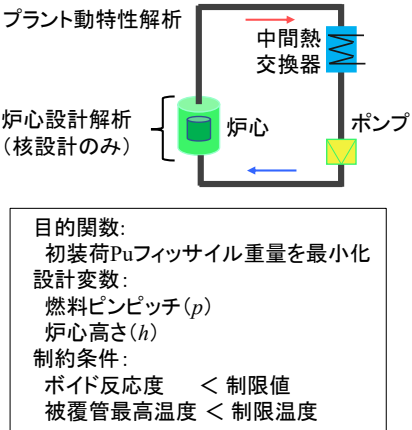 プラント動特性解析
中間熱
交換器
炉心設計解析
（核設計のみ）
炉心
ポンプ
目的関数:
初装荷Puフィッサイル重量を最小化
設計変数:
燃料ピンピッチ（p）
炉心高さ（h）
制約条件:
ボイド反応度 ＜ 制限値
被覆管最高温度 ＜ 制限温度